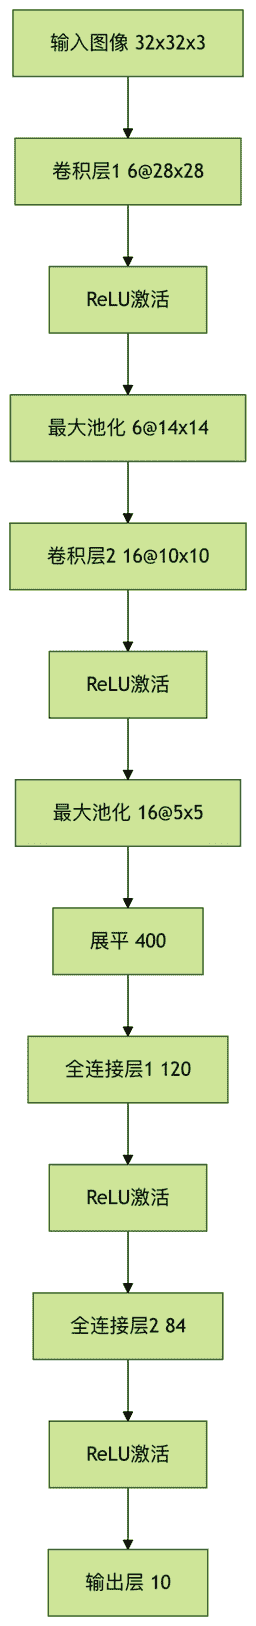 输入图像 32x32x3
卷积层1 6@28x28
ReLU激活
最大池化 6@14x14
卷积层2 16@10x10
ReLU激活
最大池化 16@5x5
展平 400
全连接层1 120
ReLU激活
全连接层2 84
ReLU激活
输出层 10